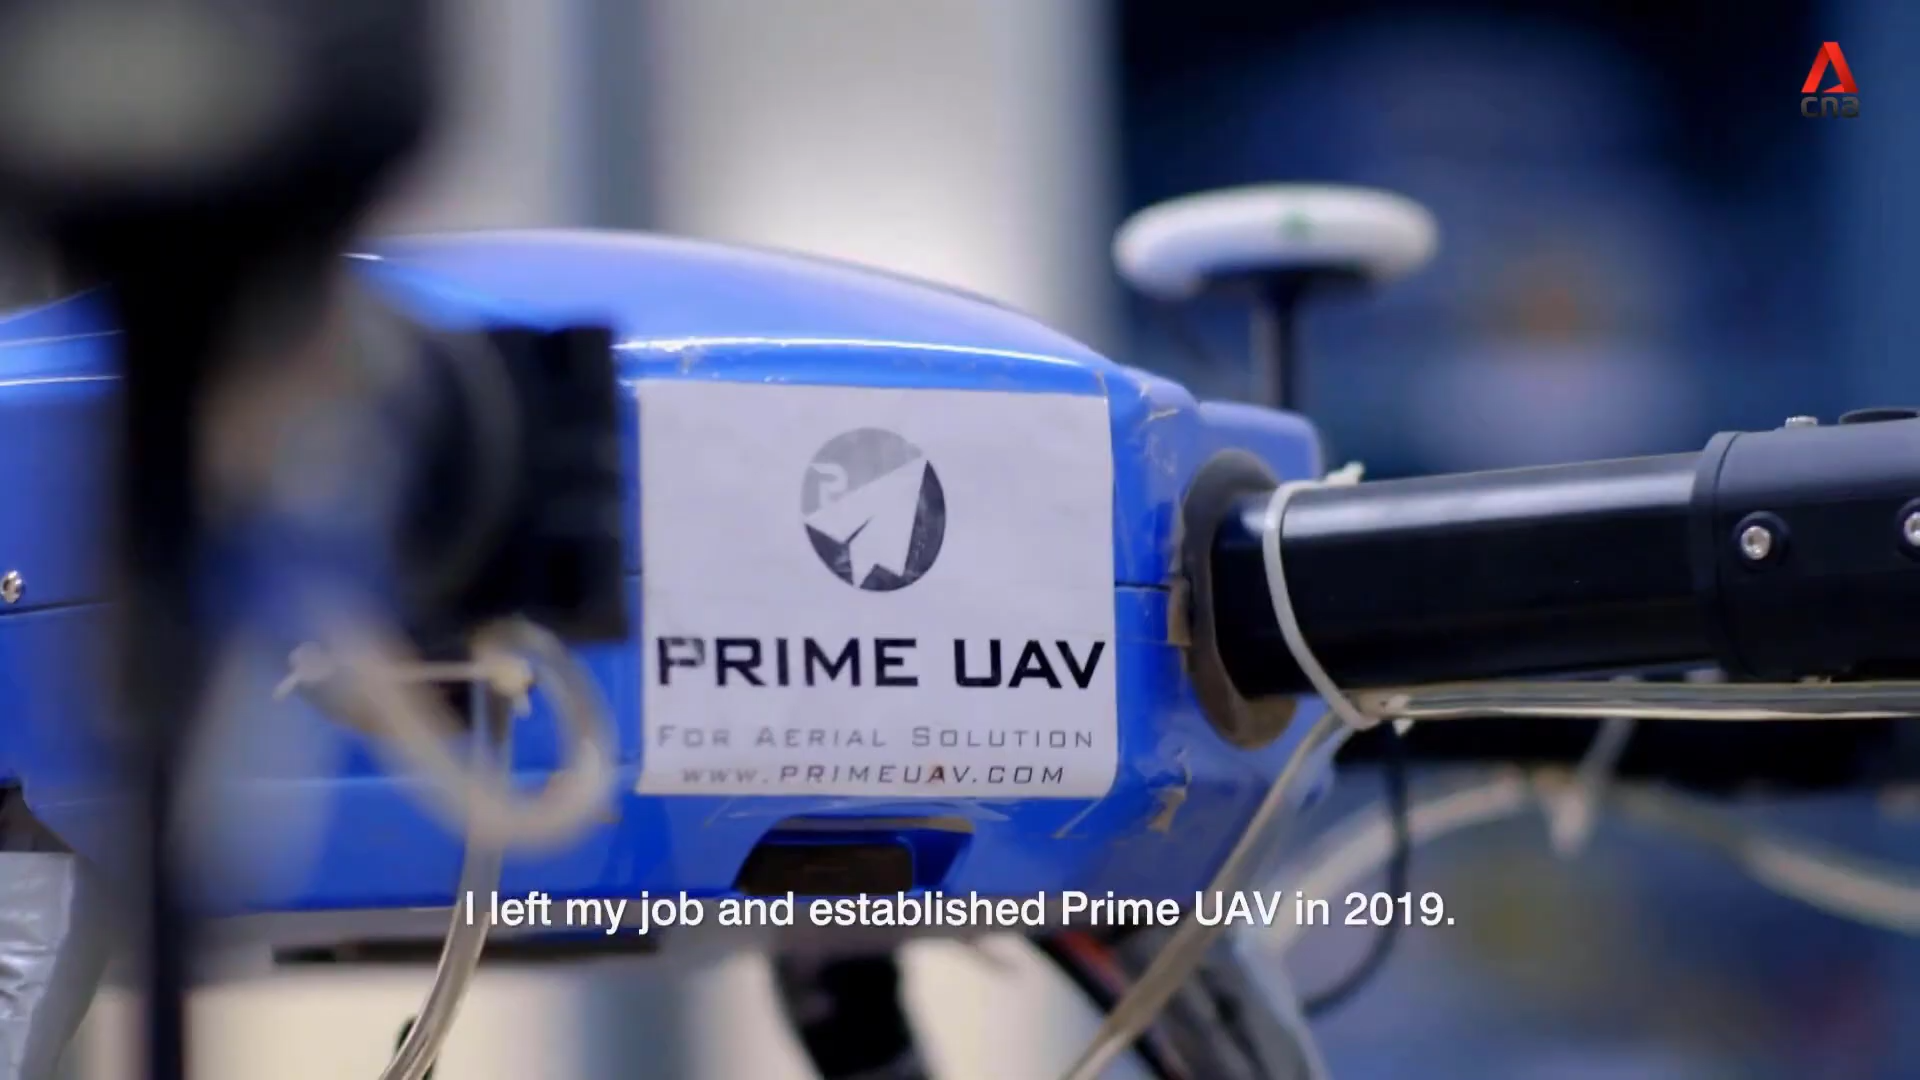 cna
PRIME UAV
FOR AERIAL SOLUTION
WWW.PRIMEUAV.COM
I left my job and established Prime UAV in 2019.